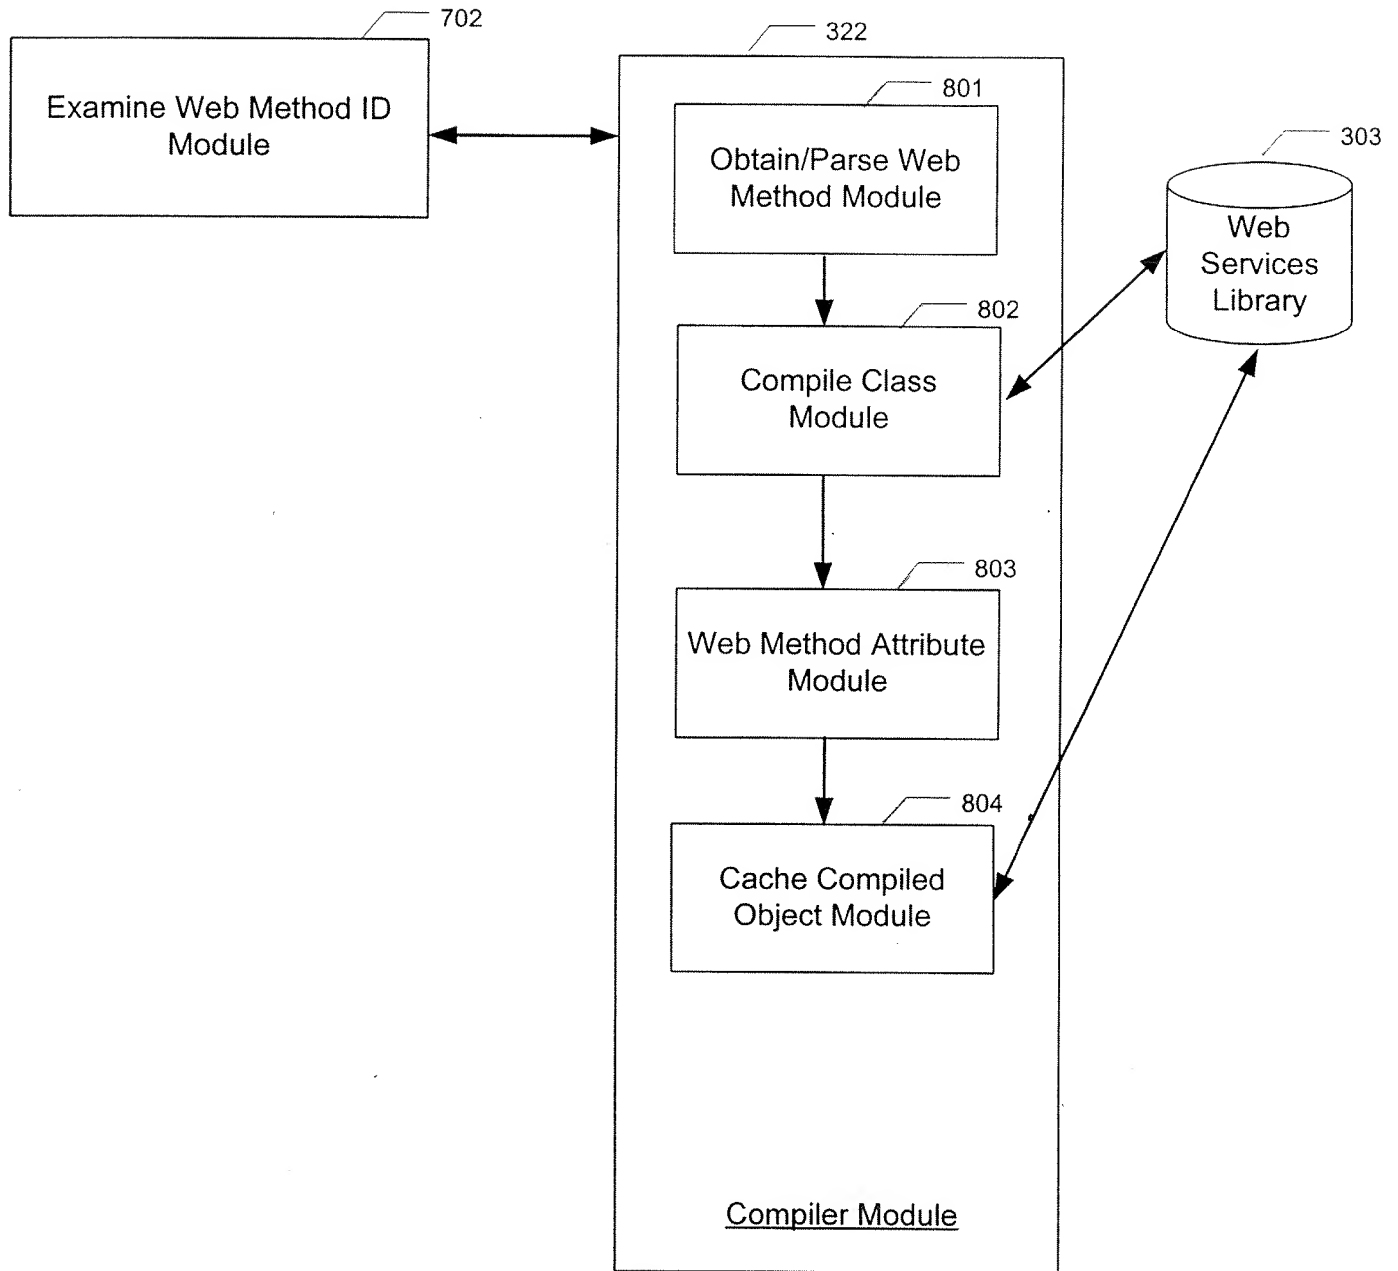 702
Examine Web Method ID
Module
322
801
Obtain/Parse Web
Method Module
802
Compile Class
Module
803
Web Method Attribute
Module
804
Cache Compiled
Object Module
Compiler Module
303
Web
Services
Library